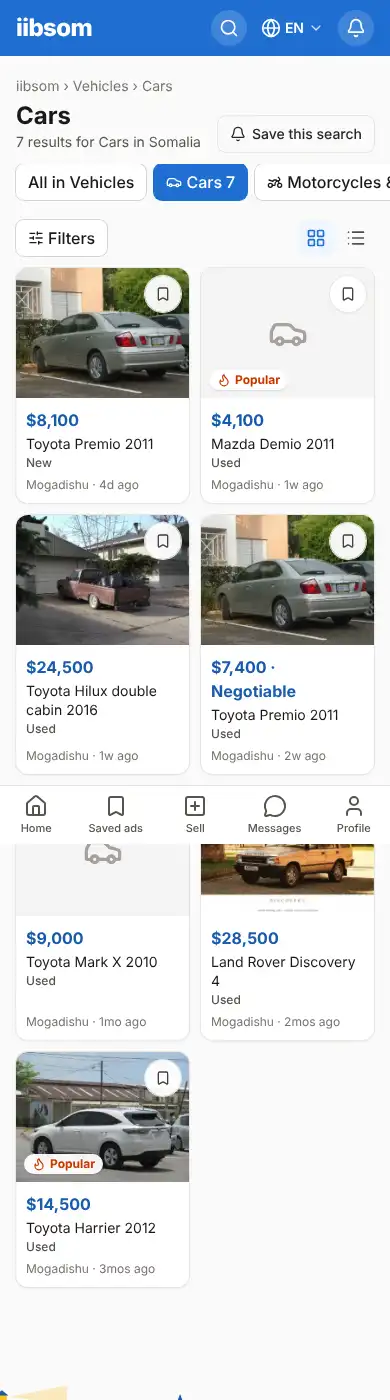 iibsom
EN
iibsom › Vehicles › Cars
Cars
7 results for Cars in Somalia
Save this search
All in Vehicles
Cars 7
Motorcycles &
Filters
$8,100
Toyota Premio 2011
New
Mogadishu · 4d ago
Popular
$4,100
Mazda Demio 2011
Used
Mogadishu · 1w ago
$24,500
Toyota Hilux double
cabin 2016
Used
Mogadishu · 1w ago
$7,400 ·
Negotiable
Toyota Premio 2011
Used
Mogadishu · 2w ago
Home
Saved ads
Sell
Messages
Profile
$9,000
Toyota Mark X 2010
Used
Mogadishu · 1mo ago
DISCOVERY
$28,500
Land Rover Discovery
4
Used
Mogadishu · 2mos ago
Popular
$14,500
Toyota Harrier 2012
Used
Mogadishu · 3mos ago